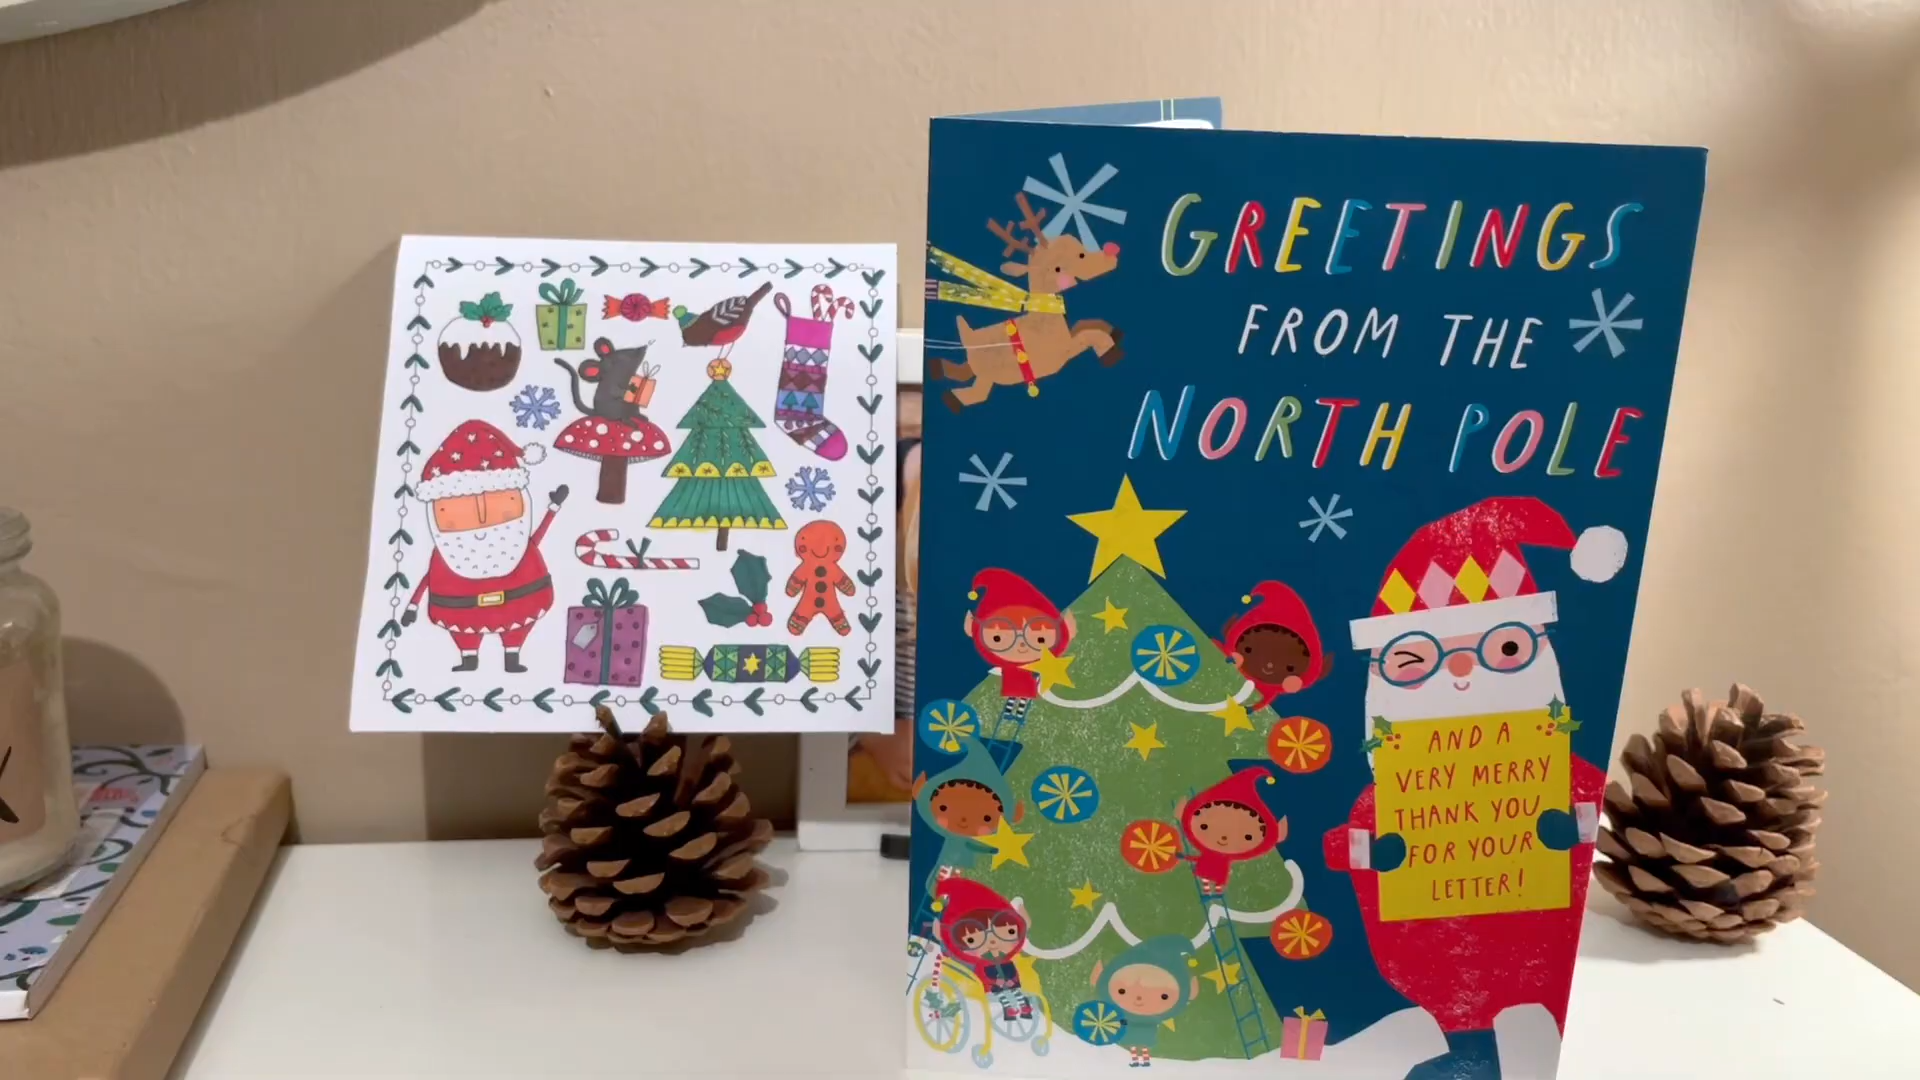 GREETINGS
FROM THE
NORTH POLE
AND A
VERY MERRY
THANK YOU
FOR YOUR
LETTER!